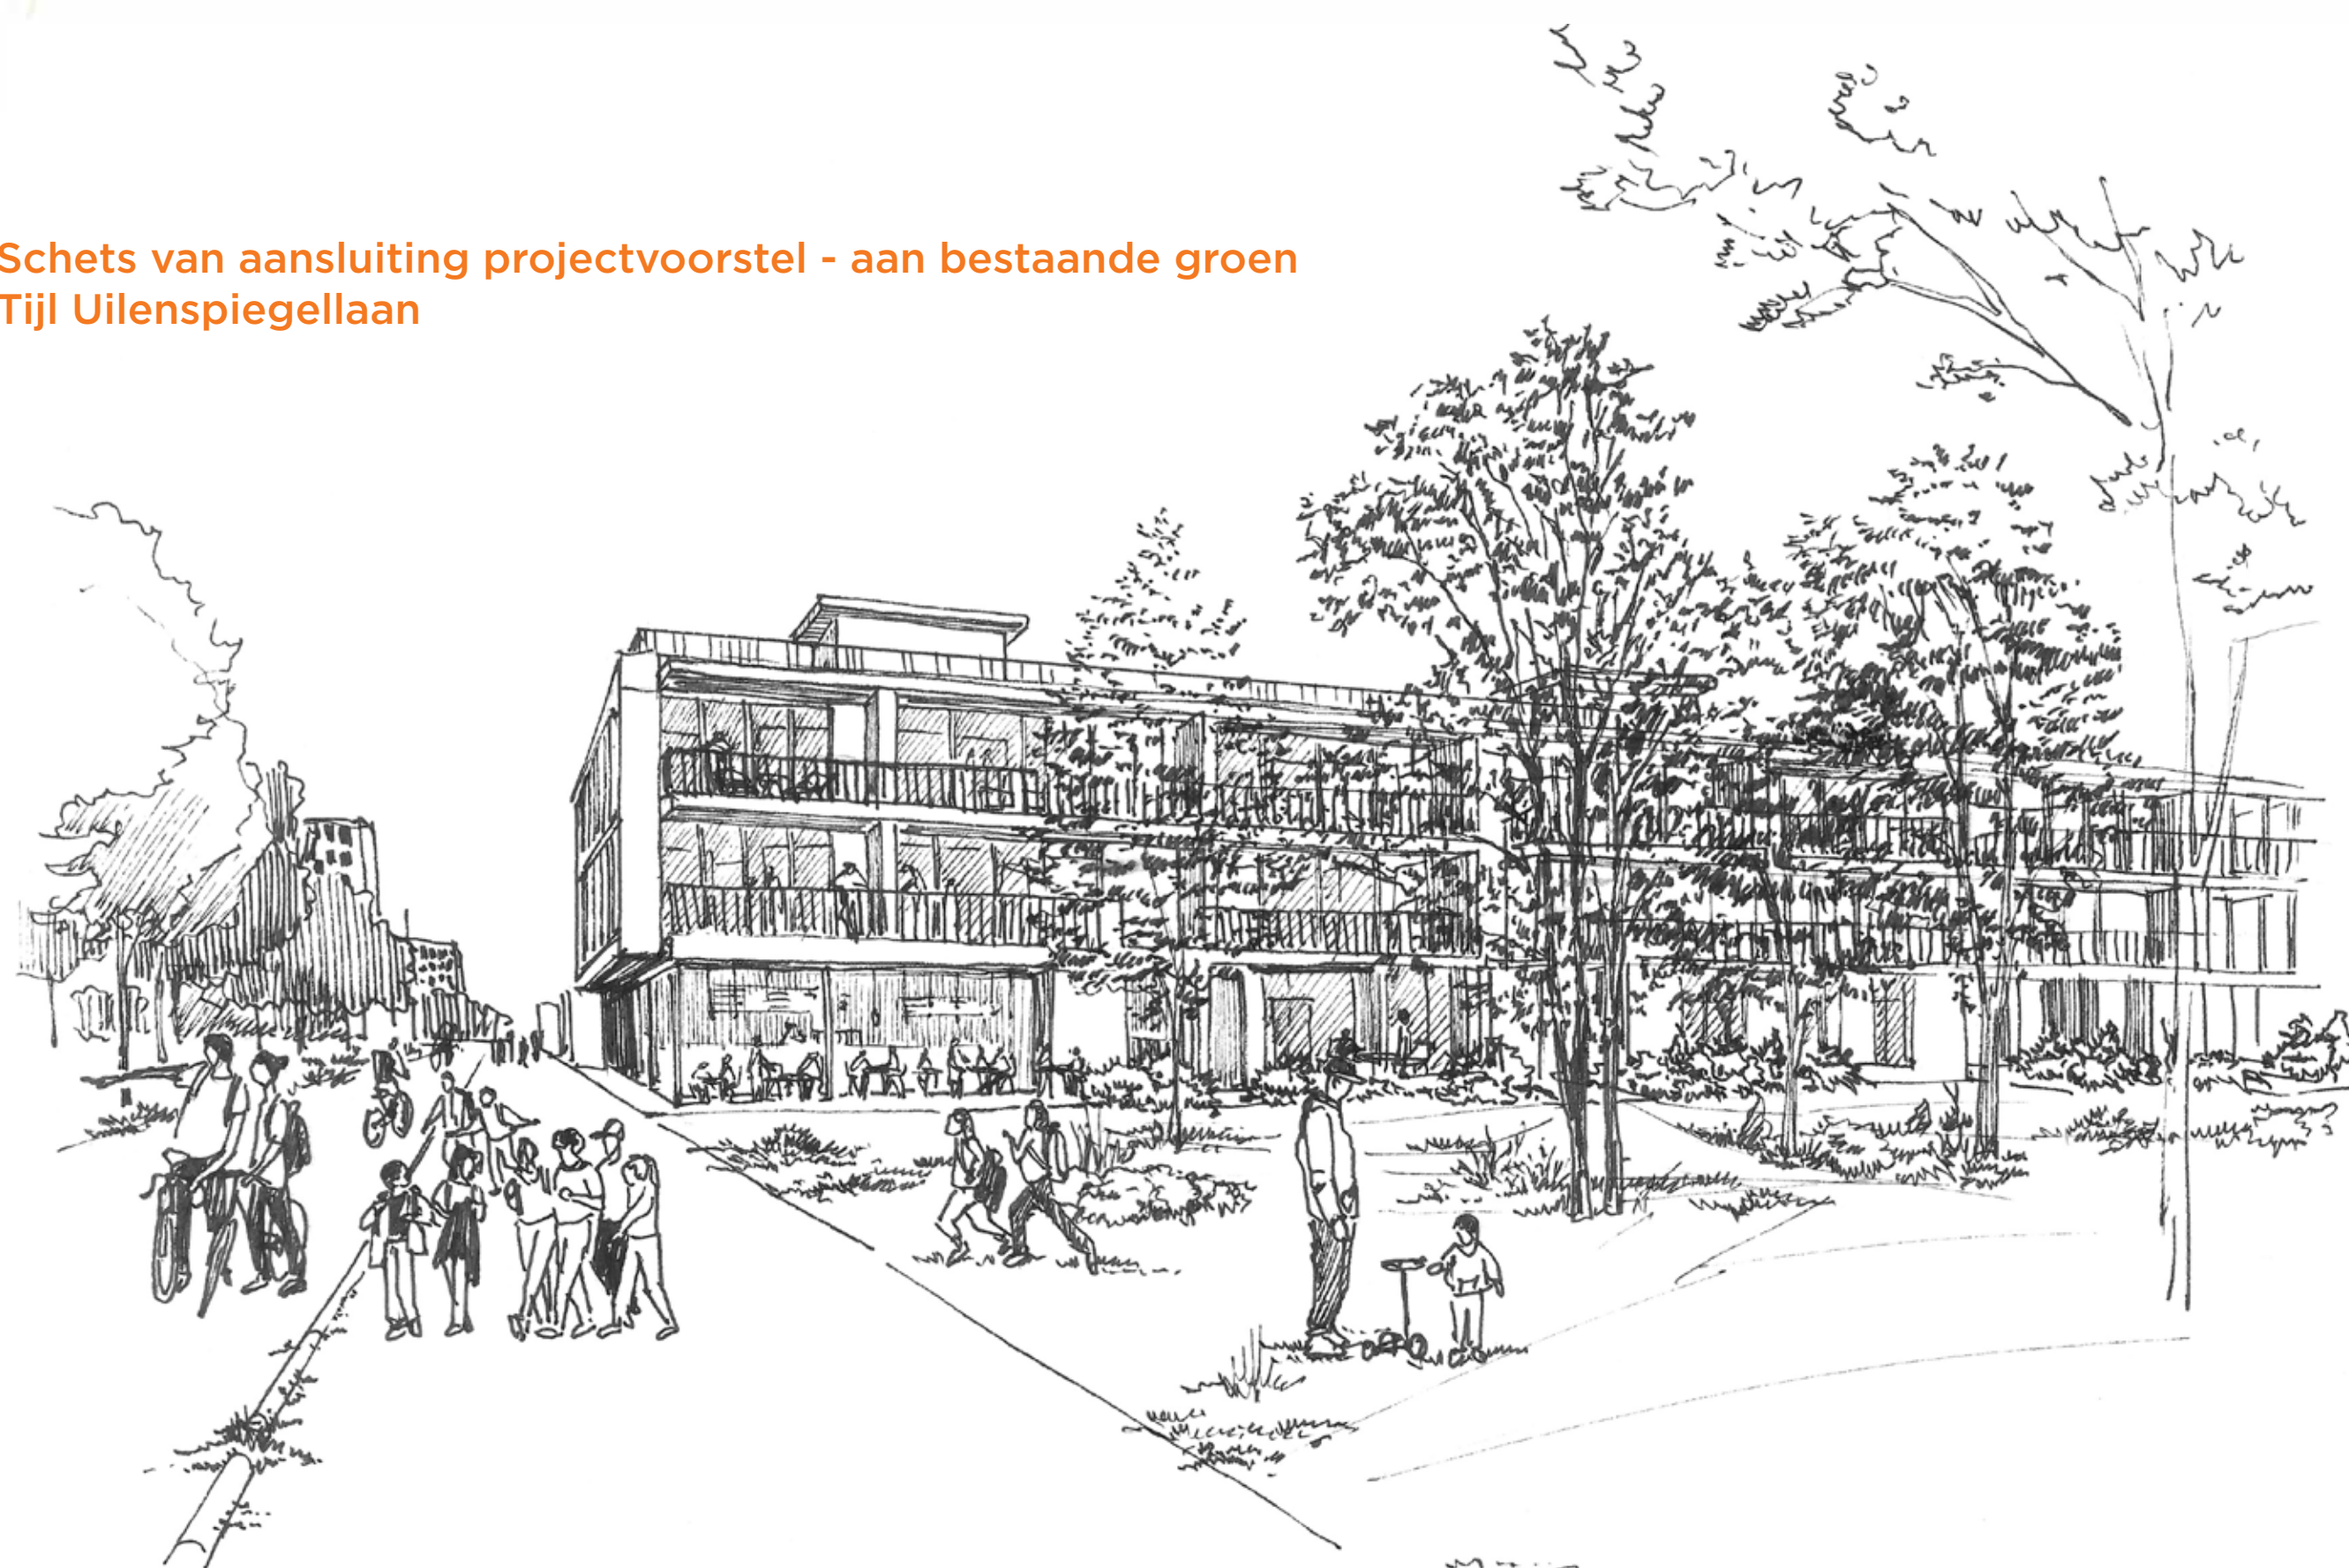 Schets van aansluiting projectvoorstel - aan bestaande groen
Tijl Uilenspiegellaan